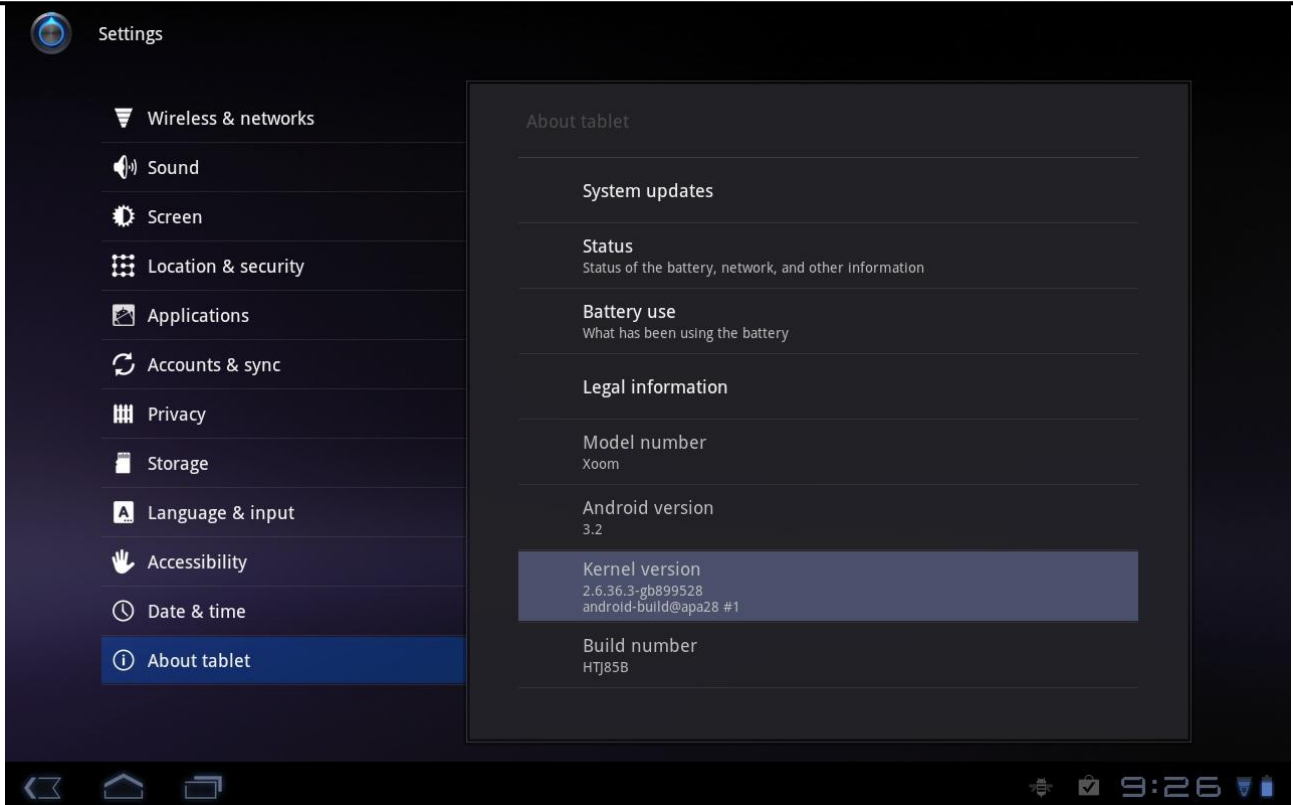 Settings
Wireless & networks
Sound
Screen
Location & security
Applications
Accounts & sync
Privacy
Storage
Language & input
Accessibility
Date & time
About tablet
About tablet
System updates
Status
Status of the battery, network, and other information
Battery use
What has been using the battery
Legal information
Model number
Xoom
Android version
3.2
Kernel version
2.6.36.3-gb899528
android-build@apa28 #1
Build number
HTJ85B
9:26